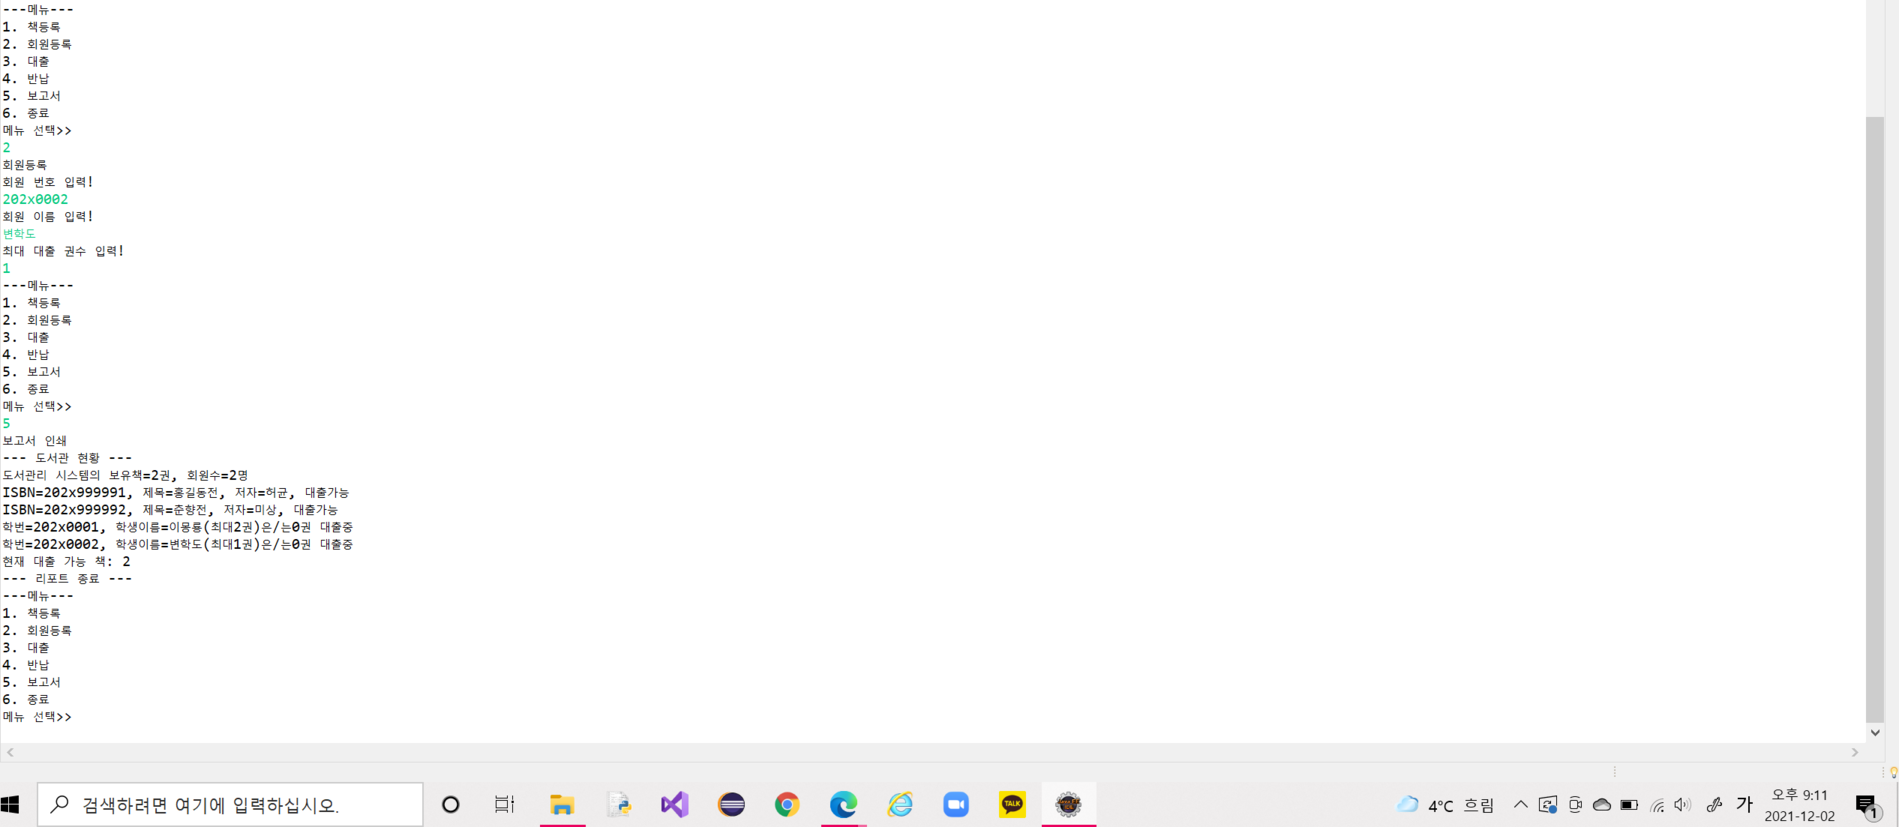 ---메뉴---
1. 책등록
2. 회원등록
3. 대출
4. 반납
5. 보고서
6. 종료
메뉴 선택>>
2
회원등록
회원 번호 입력!
202x0002
회원 이름 입력!
변학도
최대 대출 권수 입력!
1
---메뉴---
1. 책등록
2. 회원등록
3. 대출
4. 반납
5. 보고서
6. 종료
메뉴 선택>>
5
보고서 인쇄
--- 도서관 현황 ---
도서관리 시스템의 보유책=2권, 회원수=2명
ISBN=202x999991, 제목=홍길동전, 저자=허균, 대출가능
ISBN=202x999992, 제목=준향전, 저자=미상, 대출가능
학번=202x0001, 학생이름=이몽룡(최대2권)은/는0권 대출중
학번=202x0002, 학생이름=변학도(최대1권)은/는0권 대출중
현재 대출 가능 책: 2
--- 리포트 종료 ---
---메뉴---
1. 책등록
2. 회원등록
3. 대출
4. 반납
5. 보고서
6. 종료
메뉴 선택>>
검색하려면 여기에 입력하십시오.
TALK
4°C 흐림
가
오후 9:11
2021-12-02
1